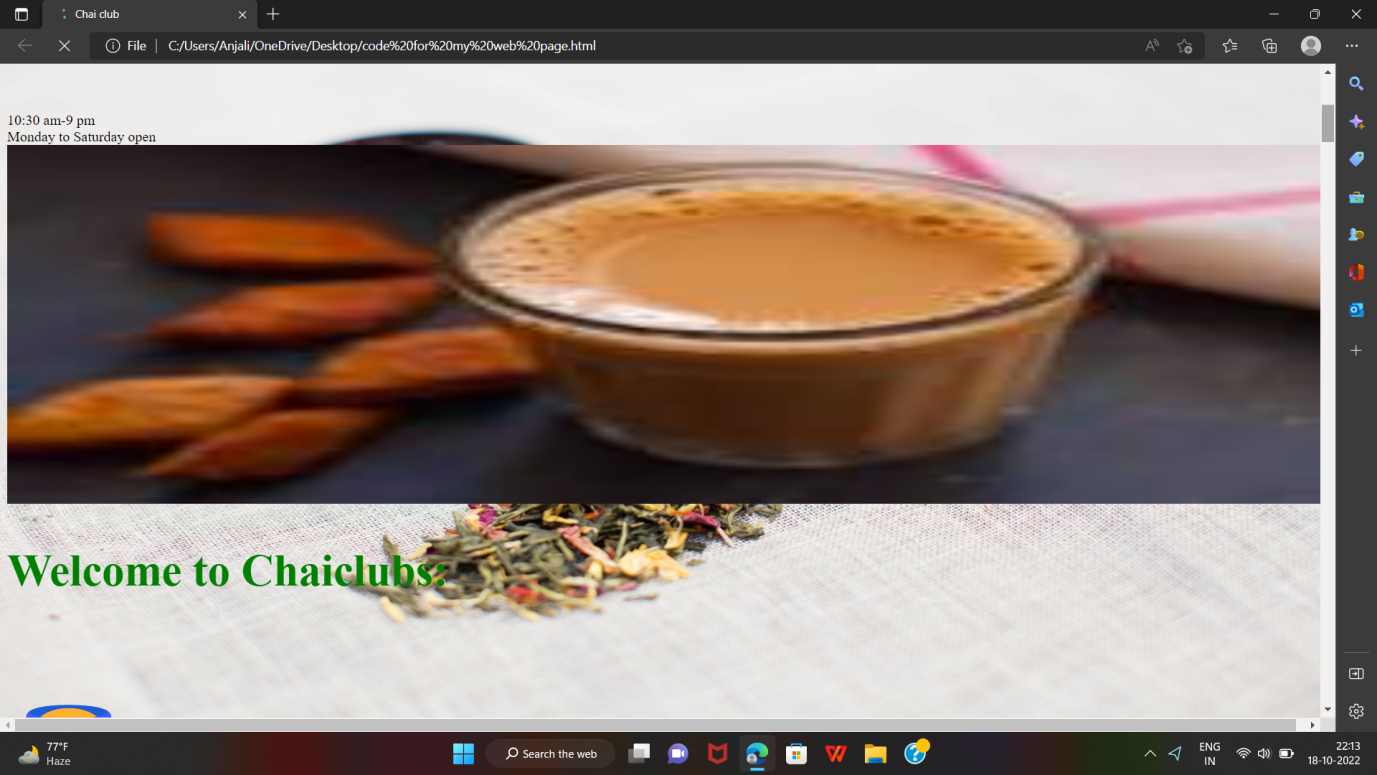 Chai club
File
C:/Users/Anjali/OneDrive/Desktop/code%20for%20my%20web%20page.html
10:30 am-9 pm
Monday to Saturday open
Welcome to Chaiclubs:
77°F
Haze
Search the web
ENG
IN
22:13
18-10-2022